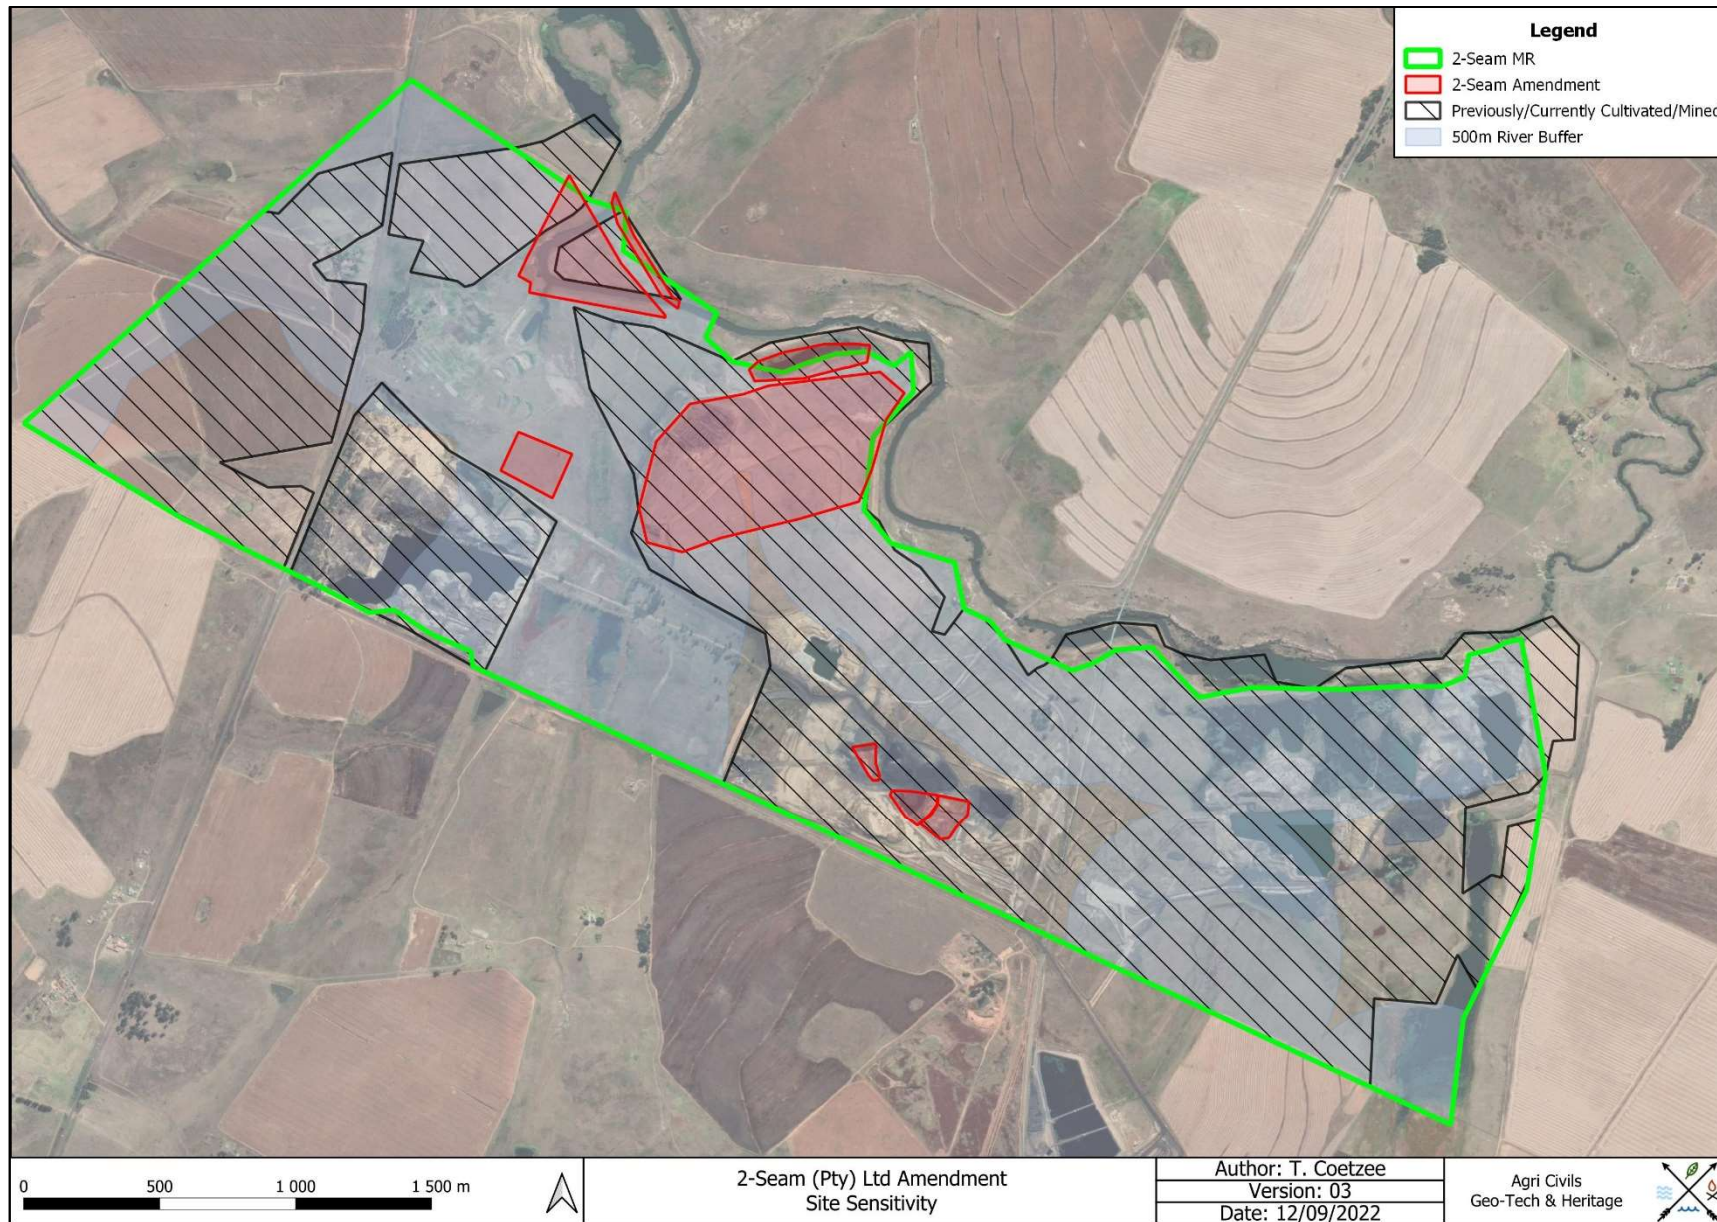 Legend
2-Seam MR
2-Seam Amendment
Previously/Currently Cultivated/Mined
500m River Buffer
0 500 1 000 1 500 m
2-Seam (Pty) Ltd Amendment
Site Sensitivity
Author: T. Coetzee
Version: 03
Date: 12/09/2022
Agri Civils
Geo-Tech & Heritage